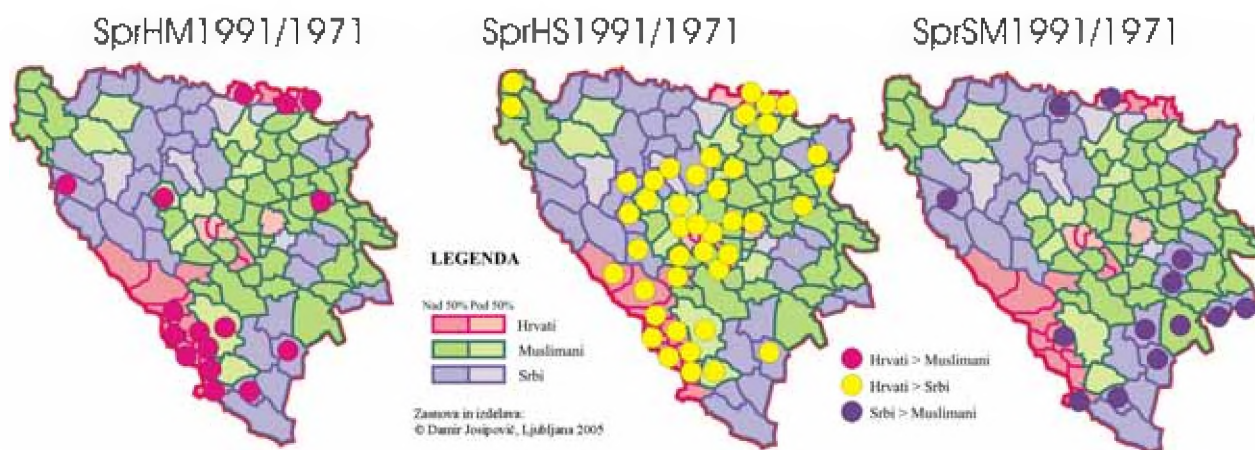 SprHM1991/1971
SprHS1991/1971
SprSM1991/1971
LEGENDA
Nad 50% Pod 50%
Hrvati
Muslimani
Srbi
Zasnova in izdelava:
© Damir Josipovič, Ljubljana 2005
Hrvati > Muslimani
Hrvati > Srbi
Srbi > Muslimani